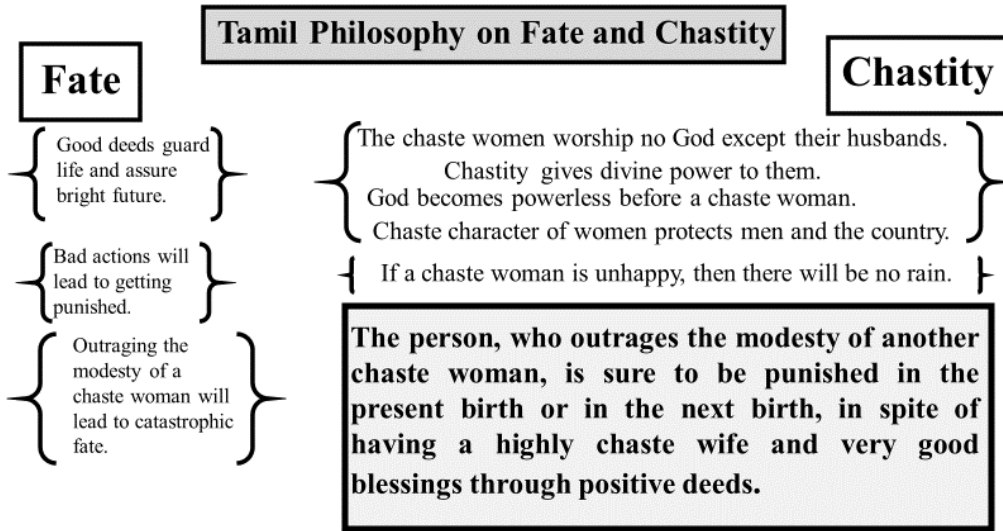 Tamil Philosophy on Fate and Chastity
Fate
Good deeds guard
life and assure
bright future.
Bad actions will
lead to getting
punished.
Outraging the
modesty of a
chaste woman will
lead to catastrophic
fate.
Chastity
The chaste women worship no God except their husbands.
Chastity gives divine power to them.
God becomes powerless before a chaste woman.
Chaste character of women protects men and the country.
If a chaste woman is unhappy, then there will be no rain.
The person, who outrages the modesty of another
chaste woman, is sure to be punished in the
present birth or in the next birth, in spite of
having a highly chaste wife and very good
blessings through positive deeds.